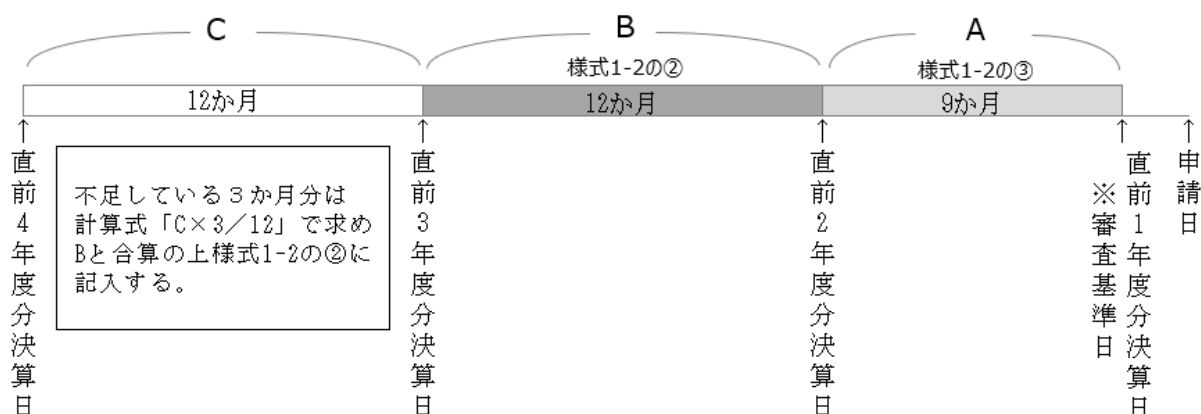 C
B
A
様式1-2の②
様式1-2の③
12か月
12か月
9か月
↑
↑
↑
↑
↑
直前4年度分決算日
不足している3か月分は
計算式「C×3/12」で求め
Bと合算の上様式1-2の②に
記入する。
直前3年度分決算日
直前2年度分決算日
※審査基準日
直前1年度分決算日
申請日